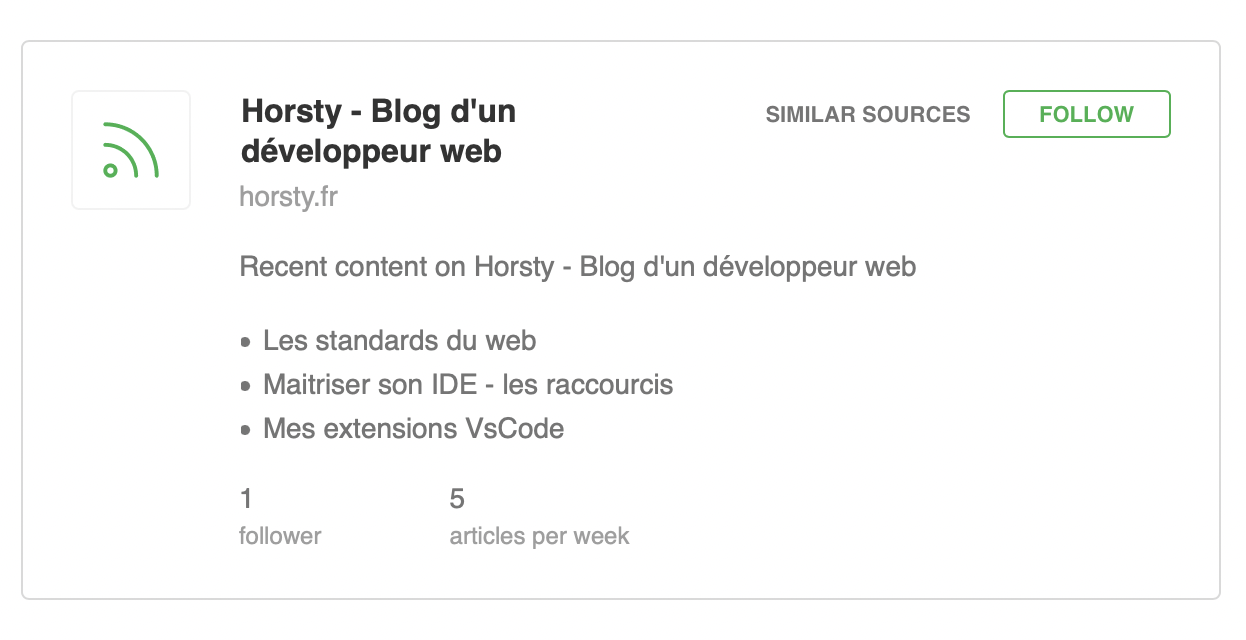 Horsty - Blog d'un
développeur web
SIMILAR SOURCES
FOLLOW
horsty.fr
Recent content on Horsty - Blog d'un développeur web
• Les standards du web
• Maitriser son IDE - les raccourcis
• Mes extensions VsCode
1
follower
5
articles per week